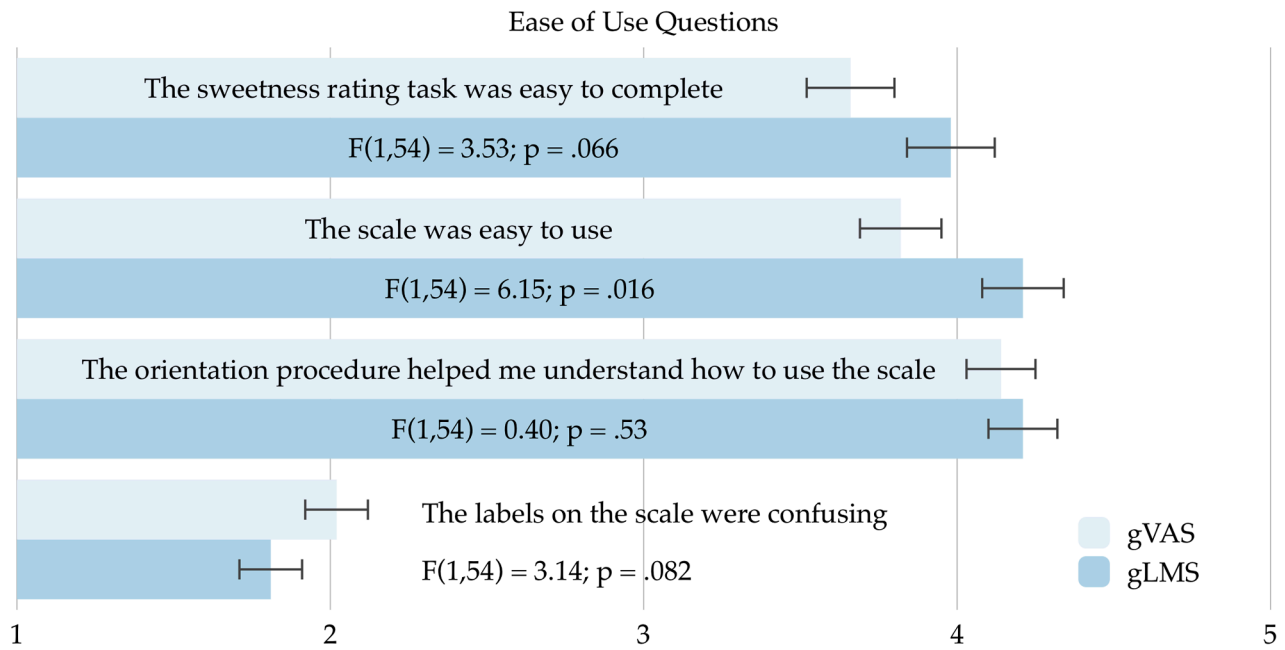 Ease of Use Questions
The sweetness rating task was easy to complete
F(1,54) = 3.53; p = .066
The scale was easy to use
F(1,54) = 6.15; p = .016
The orientation procedure helped me understand how to use the scale
F(1,54) = 0.40; p = .53
The labels on the scale were confusing
F(1,54) = 3.14; p = .082
gVAS
gLMS
1 2 3 4 5